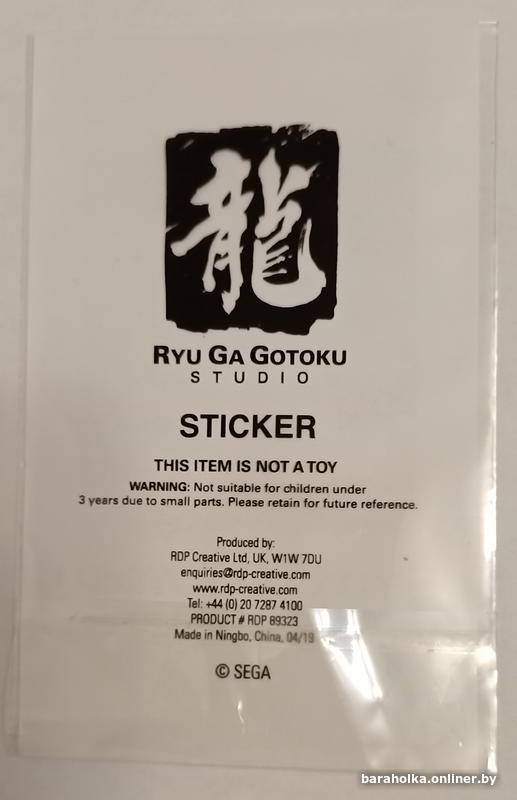 龍
RYU GA GOTOKU
STUDIO
STICKER
THIS ITEM IS NOT A TOY
WARNING: Not suitable for children under
3 years due to small parts. Please retain for future reference.
Produced by:
RDP Creative Ltd, UK, W1W 7DU
enquiries@rdp-creative.com
www.rdp-creative.com
Tel: +44 (0) 20 7287 4100
PRODUCT # RDP 89323
Made in Ningbo, China, 04/19
© SEGA
baraholka.onliner.by